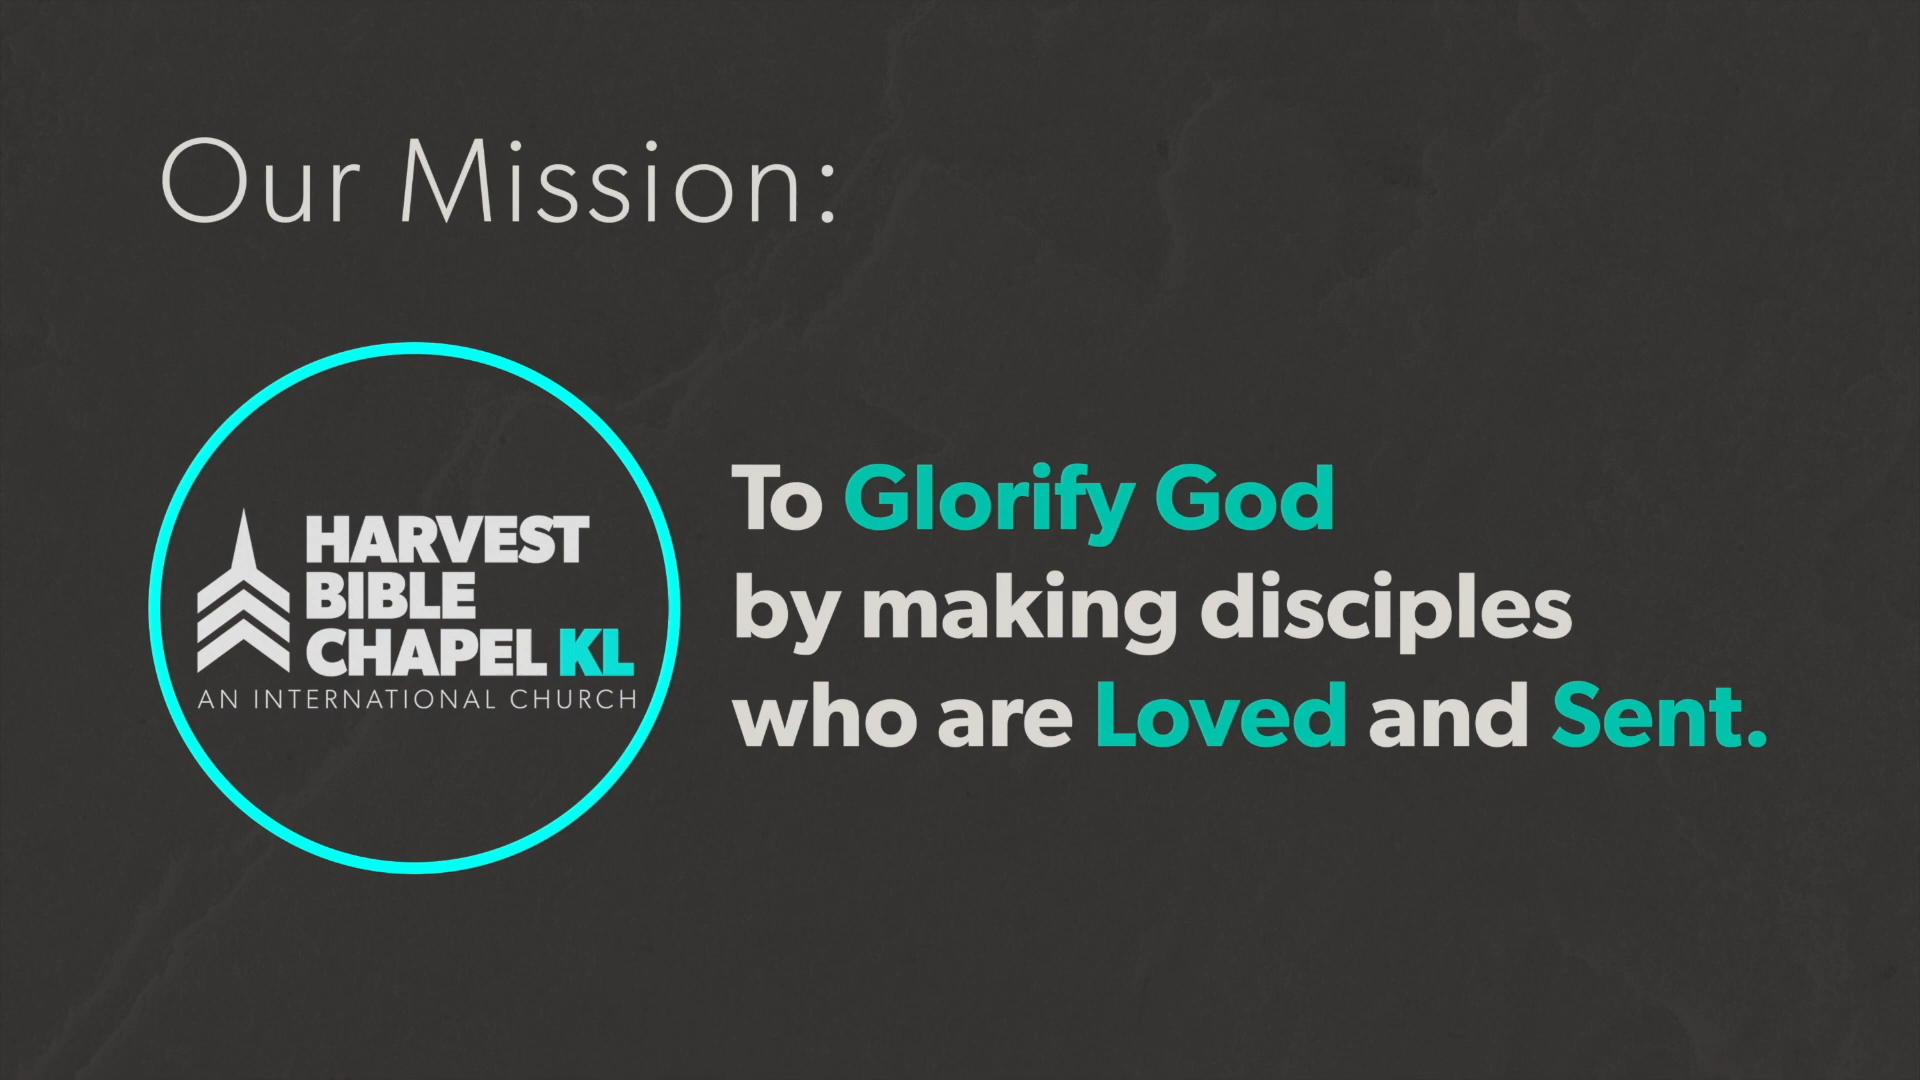 Our Mission:
HARVEST
BIBLE
CHAPEL KL
AN INTERNATIONAL CHURCH
To Glorify God
by making disciples
who are Loved and Sent.